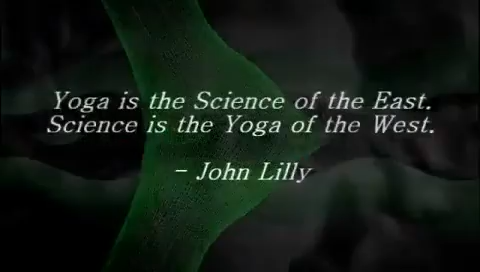 Yoga is the Science of the East.
Science is the Yoga of the West.
- John Lilly